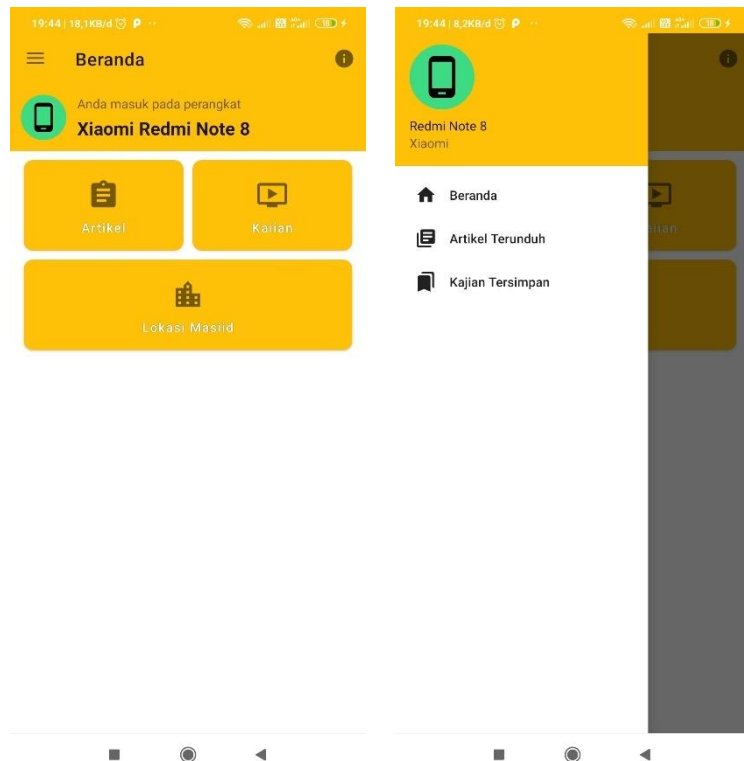 19:44 | 18,1KB/d
Beranda
Anda masuk pada perangkat
Xiaomi Redmi Note 8
Artikel
Kajian
Lokasi Masjid
19:44 | 8,2KB/d
Redmi Note 8
Xiaomi
Beranda
Artikel Terunduh
Kajian Tersimpan